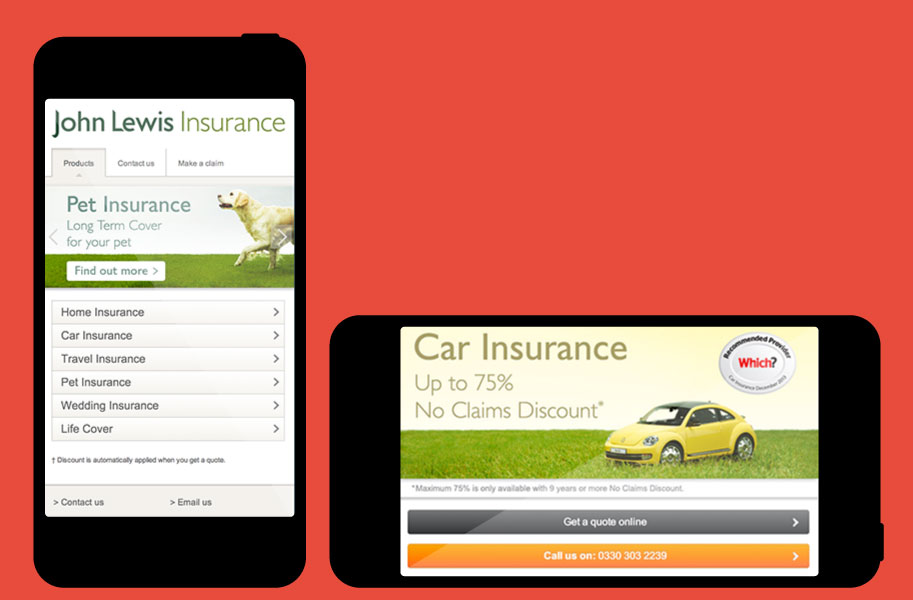 John Lewis Insurance
Products
Contact us
Make a claim
Pet Insurance
Long Term Cover
for your pet
Find out more >
Home Insurance
Car Insurance
Travel Insurance
Pet Insurance
Wedding Insurance
Life Cover
† Discount is automatically applied when you get a quote.
> Contact us
> Email us
Car Insurance
Up to 75%
No Claims Discount*
Recommended Provider
Which?
Car Insurance December 2013
*Maximum 75% is only available with 9 years or more No Claims Discount.
Get a quote online
Call us on: 0330 303 2239